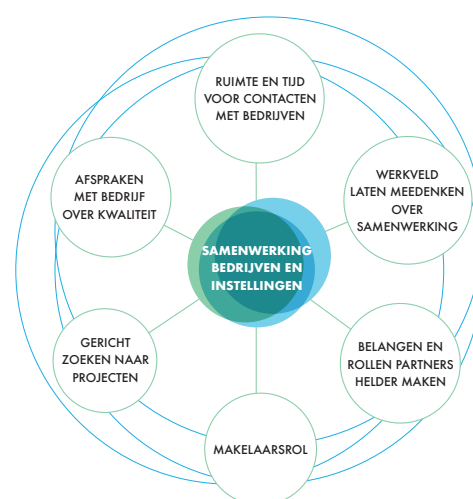 RUIMTE EN TIJD
VOOR CONTACTEN
MET BEDRIJVEN
WERKVELD
LATEN MEEDENKEN
OVER
SAMENWERKING
BELANGEN EN
ROLLEN PARTNERS
HELDER MAKEN
MAKELAARSROL
GERICHT
ZOEKEN NAAR
PROJECTEN
AFSPRAKEN
MET BEDRIJF
OVER KWALITEIT
SAMENWERKING
BEDRIJVEN EN
INSTELLINGEN